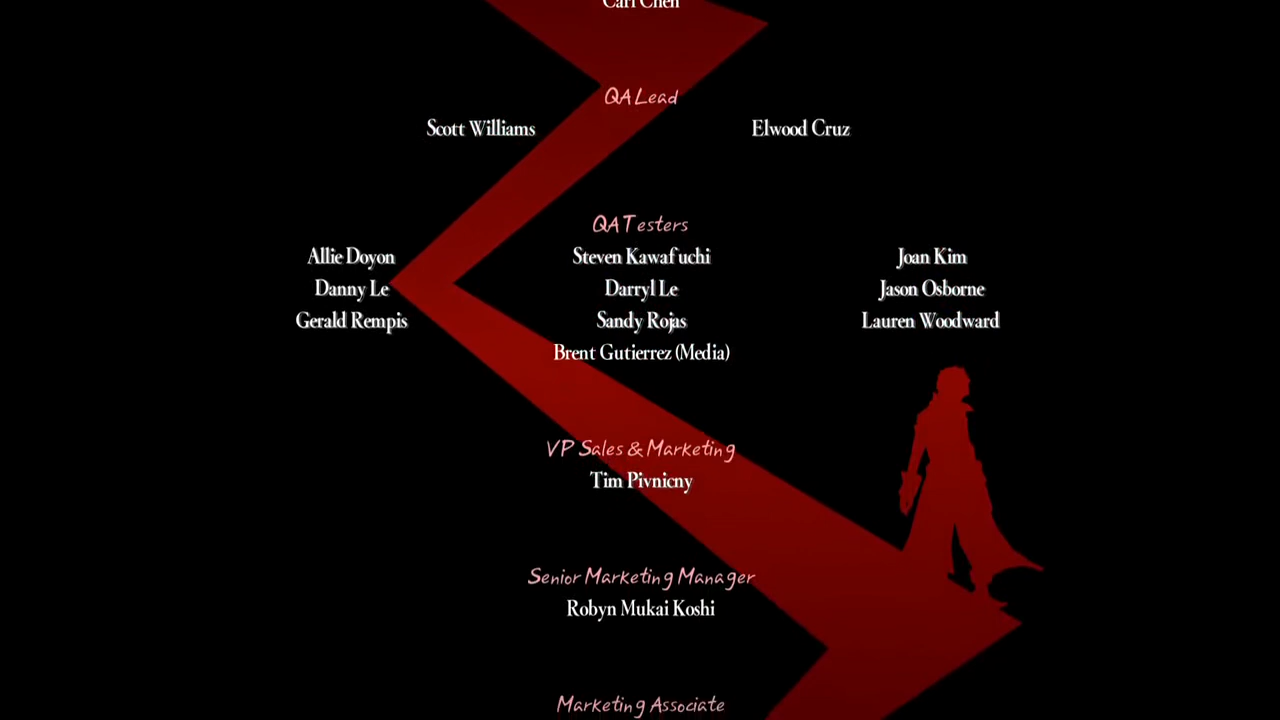 Carl Chen
QA Lead
Scott Williams Elwood Cruz
QA Testers
Allie Doyon Steven Kawafuchi Joan Kim
Danny Le Darryl Le Jason Osborne
Gerald Rempis Sandy Rojas Lauren Woodward
Brent Gutierrez (Media)
VP Sales & Marketing
Tim Pivnicny
Senior Marketing Manager
Robyn Mukai Koshi
Marketing Associate